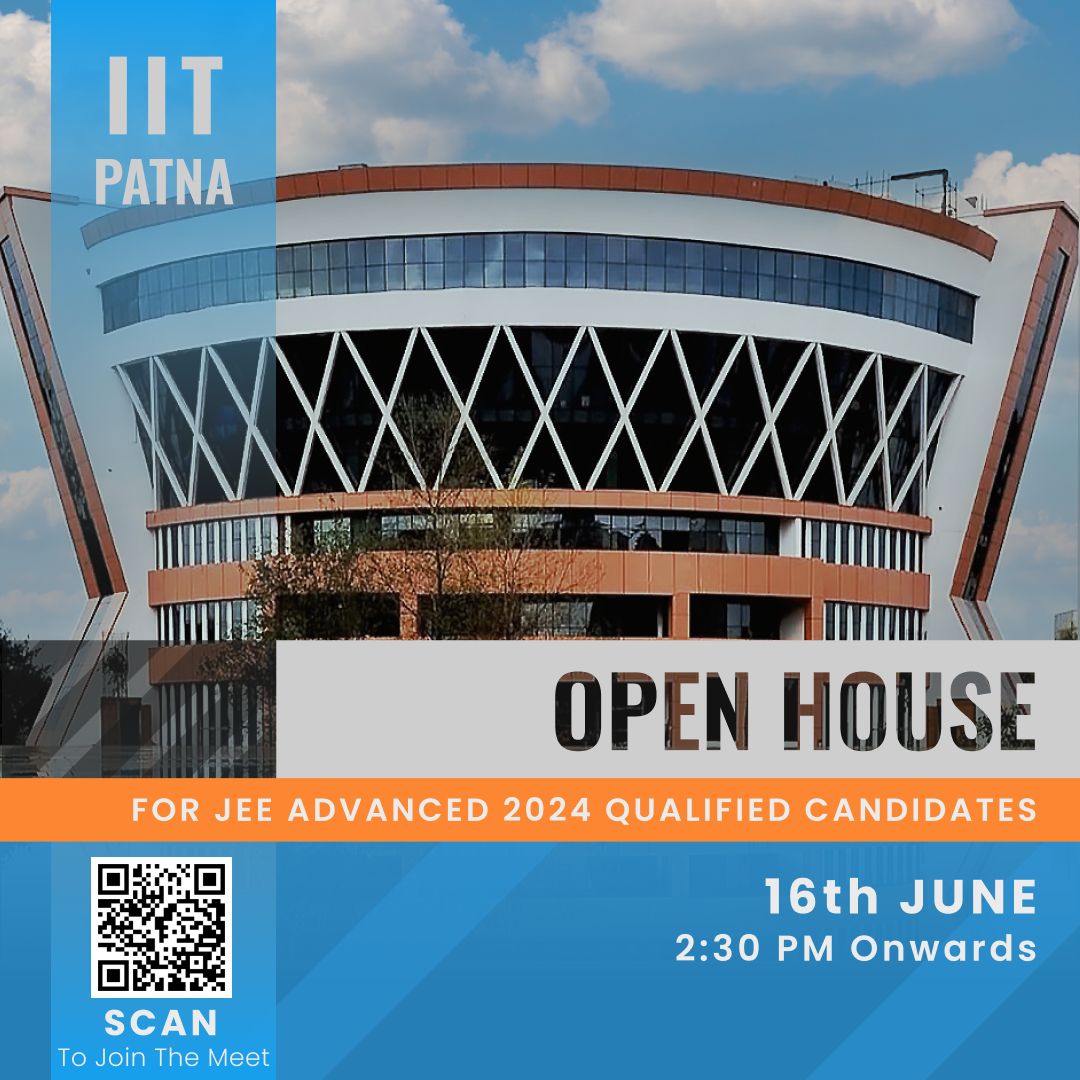 IIT
PATNA
OPEN HOUSE
FOR JEE ADVANCED 2024 QUALIFIED CANDIDATES
16th JUNE
2:30 PM Onwards
SCAN
To Join The Meet